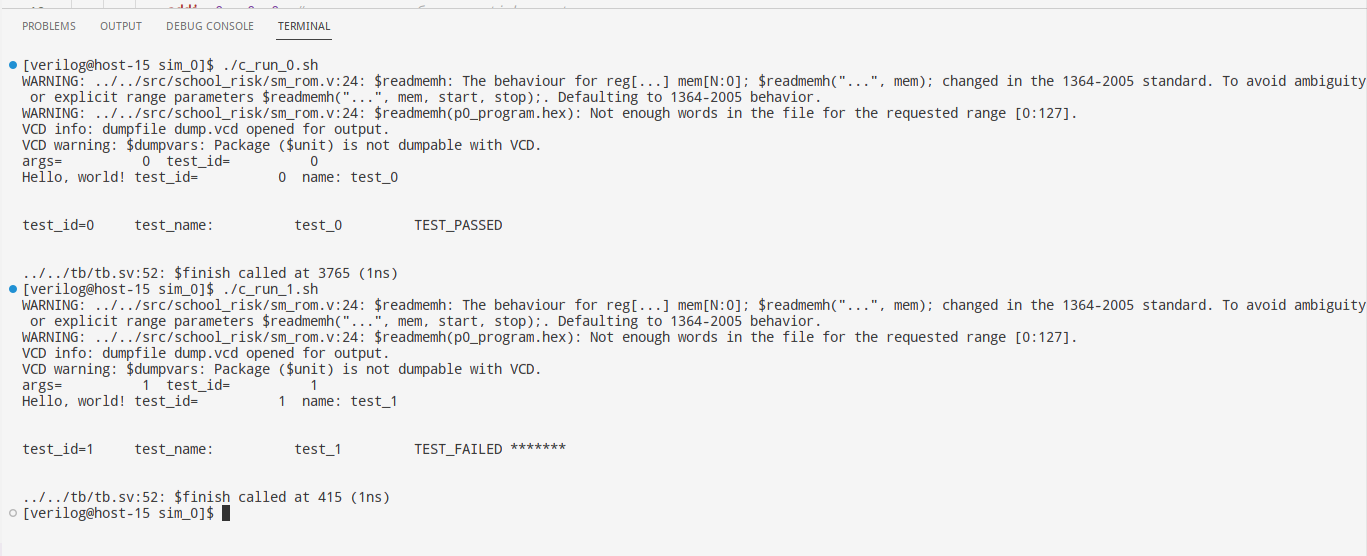 PROBLEMS OUTPUT DEBUG CONSOLE TERMINAL
[verilog@host-15 sim_0]$ ./c_run_0.sh
WARNING: ../../src/school_risk/sm_rom.v:24: $readmemh: The behaviour for reg[...] mem[N:0]; $readmemh("...", mem); changed in the 1364-2005 standard. To avoid ambiguity
or explicit range parameters $readmemh("...", mem, start, stop);. Defaulting to 1364-2005 behavior.
WARNING: ../../src/school_risk/sm_rom.v:24: $readmemh(p0_program.hex): Not enough words in the file for the requested range [0:127].
VCD info: dumpfile dump.vcd opened for output.
VCD warning: $dumpvars: Package ($unit) is not dumpable with VCD.
args=          0  test_id=          0
Hello, world! test_id=          0  name: test_0
test_id=0     test_name:          test_0         TEST_PASSED
../../tb/tb.sv:52: $finish called at 3765 (1ns)
[verilog@host-15 sim_0]$ ./c_run_1.sh
WARNING: ../../src/school_risk/sm_rom.v:24: $readmemh: The behaviour for reg[...] mem[N:0]; $readmemh("...", mem); changed in the 1364-2005 standard. To avoid ambiguity
or explicit range parameters $readmemh("...", mem, start, stop);. Defaulting to 1364-2005 behavior.
WARNING: ../../src/school_risk/sm_rom.v:24: $readmemh(p0_program.hex): Not enough words in the file for the requested range [0:127].
VCD info: dumpfile dump.vcd opened for output.
VCD warning: $dumpvars: Package ($unit) is not dumpable with VCD.
args=          1  test_id=          1
Hello, world! test_id=          1  name: test_1
test_id=1     test_name:          test_1         TEST_FAILED *******
../../tb/tb.sv:52: $finish called at 415 (1ns)
[verilog@host-15 sim_0]$